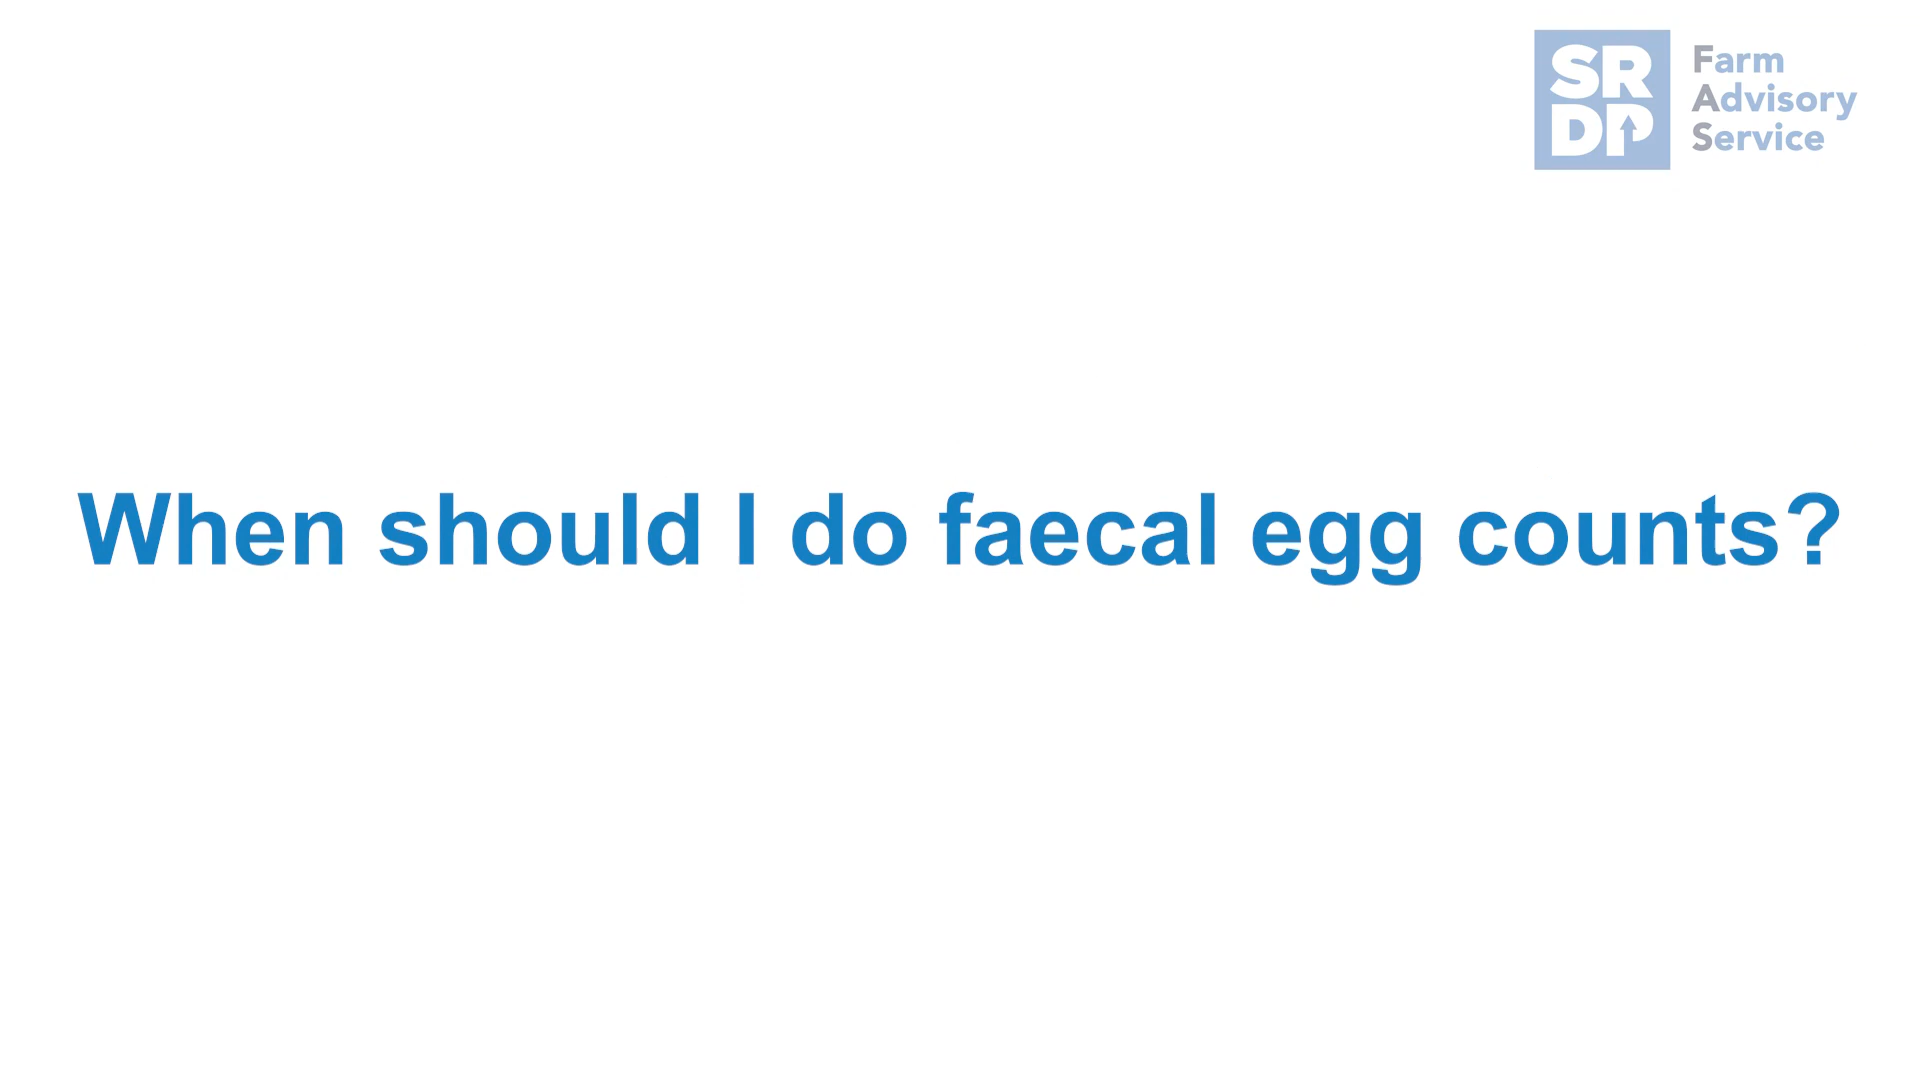 SR
DP
Farm
Advisory
Service
When should I do faecal egg counts?